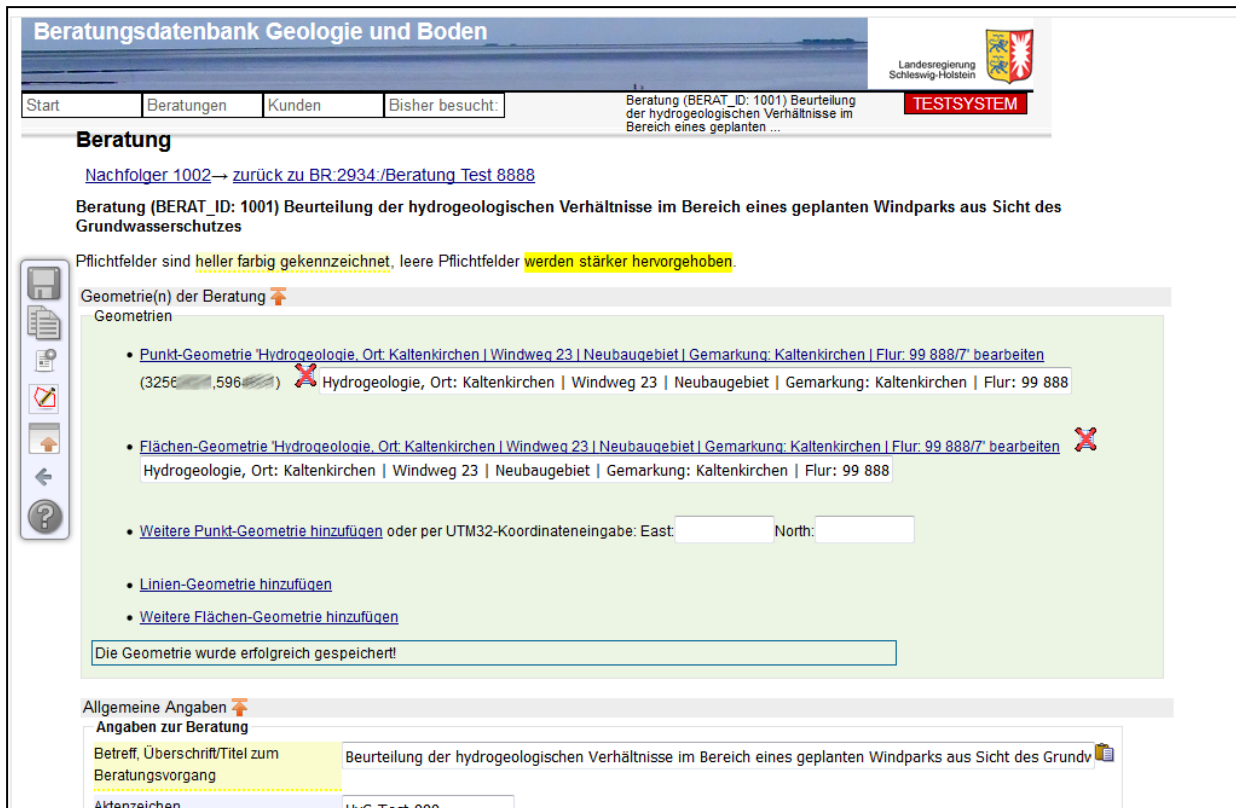 Beratungsdatenbank Geologie und Boden
Landesregierung
Schleswig-Holstein
Start Beratungen Kunden Bisher besucht: Beratung (BERAT_ID: 1001) Beurteilung der hydrogeologischen Verhältnisse im Bereich eines geplanten ... TESTSYSTEM
Beratung
Nachfolger 1002→ zurück zu BR:2934:/Beratung Test 8888
Beratung (BERAT_ID: 1001) Beurteilung der hydrogeologischen Verhältnisse im Bereich eines geplanten Windparks aus Sicht des
Grundwasserschutzes
Pflichtfelder sind heller farbig gekennzeichnet, leere Pflichtfelder werden stärker hervorgehoben.
Geometrie(n) der Beratung
Geometrien
• Punkt-Geometrie 'Hydrogeologie, Ort: Kaltenkirchen | Windweg 23 | Neubaugebiet | Gemarkung: Kaltenkirchen | Flur: 99 888/7' bearbeiten
(3256 ,596 ) Hydrogeologie, Ort: Kaltenkirchen | Windweg 23 | Neubaugebiet | Gemarkung: Kaltenkirchen | Flur: 99 888
• Flächen-Geometrie 'Hydrogeologie, Ort: Kaltenkirchen | Windweg 23 | Neubaugebiet | Gemarkung: Kaltenkirchen | Flur: 99 888/7' bearbeiten
Hydrogeologie, Ort: Kaltenkirchen | Windweg 23 | Neubaugebiet | Gemarkung: Kaltenkirchen | Flur: 99 888
• Weitere Punkt-Geometrie hinzufügen oder per UTM32-Koordinateneingabe: East: North:
• Linien-Geometrie hinzufügen
• Weitere Flächen-Geometrie hinzufügen
Die Geometrie wurde erfolgreich gespeichert!
Allgemeine Angaben
Angaben zur Beratung
Betreff, Überschrift/Titel zum
Beratungsvorgang
Beurteilung der hydrogeologischen Verhältnisse im Bereich eines geplanten Windparks aus Sicht des Grundw
Aktenzeichen